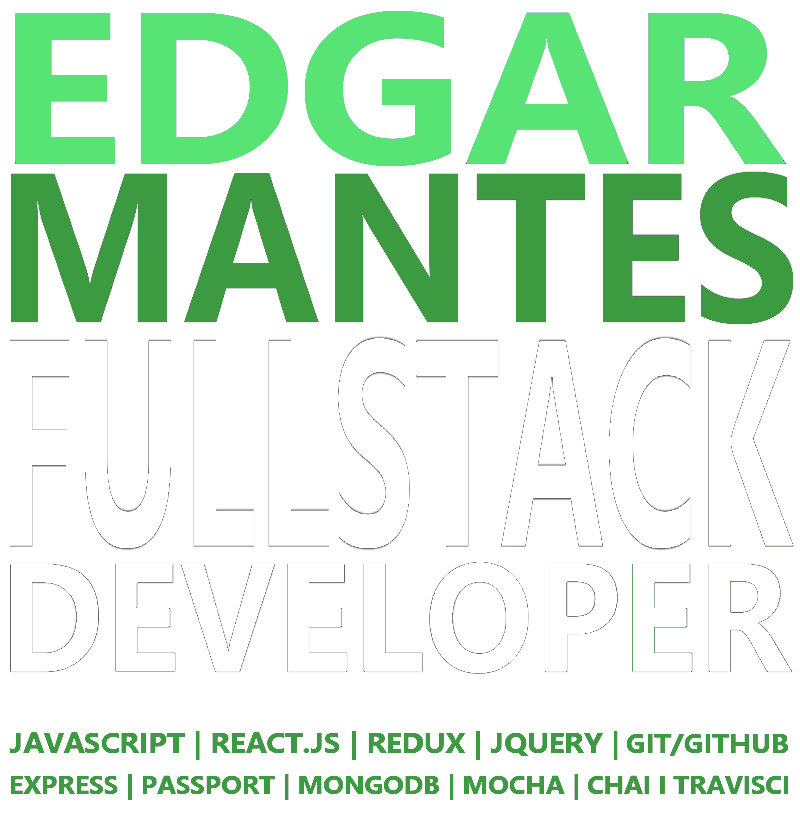 EDGAR
MANTES
FULLSTACK
DEVELOPER
JAVASCRIPT | REACT.JS | REDUX | JQUERY | GIT/GITHUB
EXPRESS | PASSPORT | MONGODB | MOCHA | CHAI I TRAVISCI